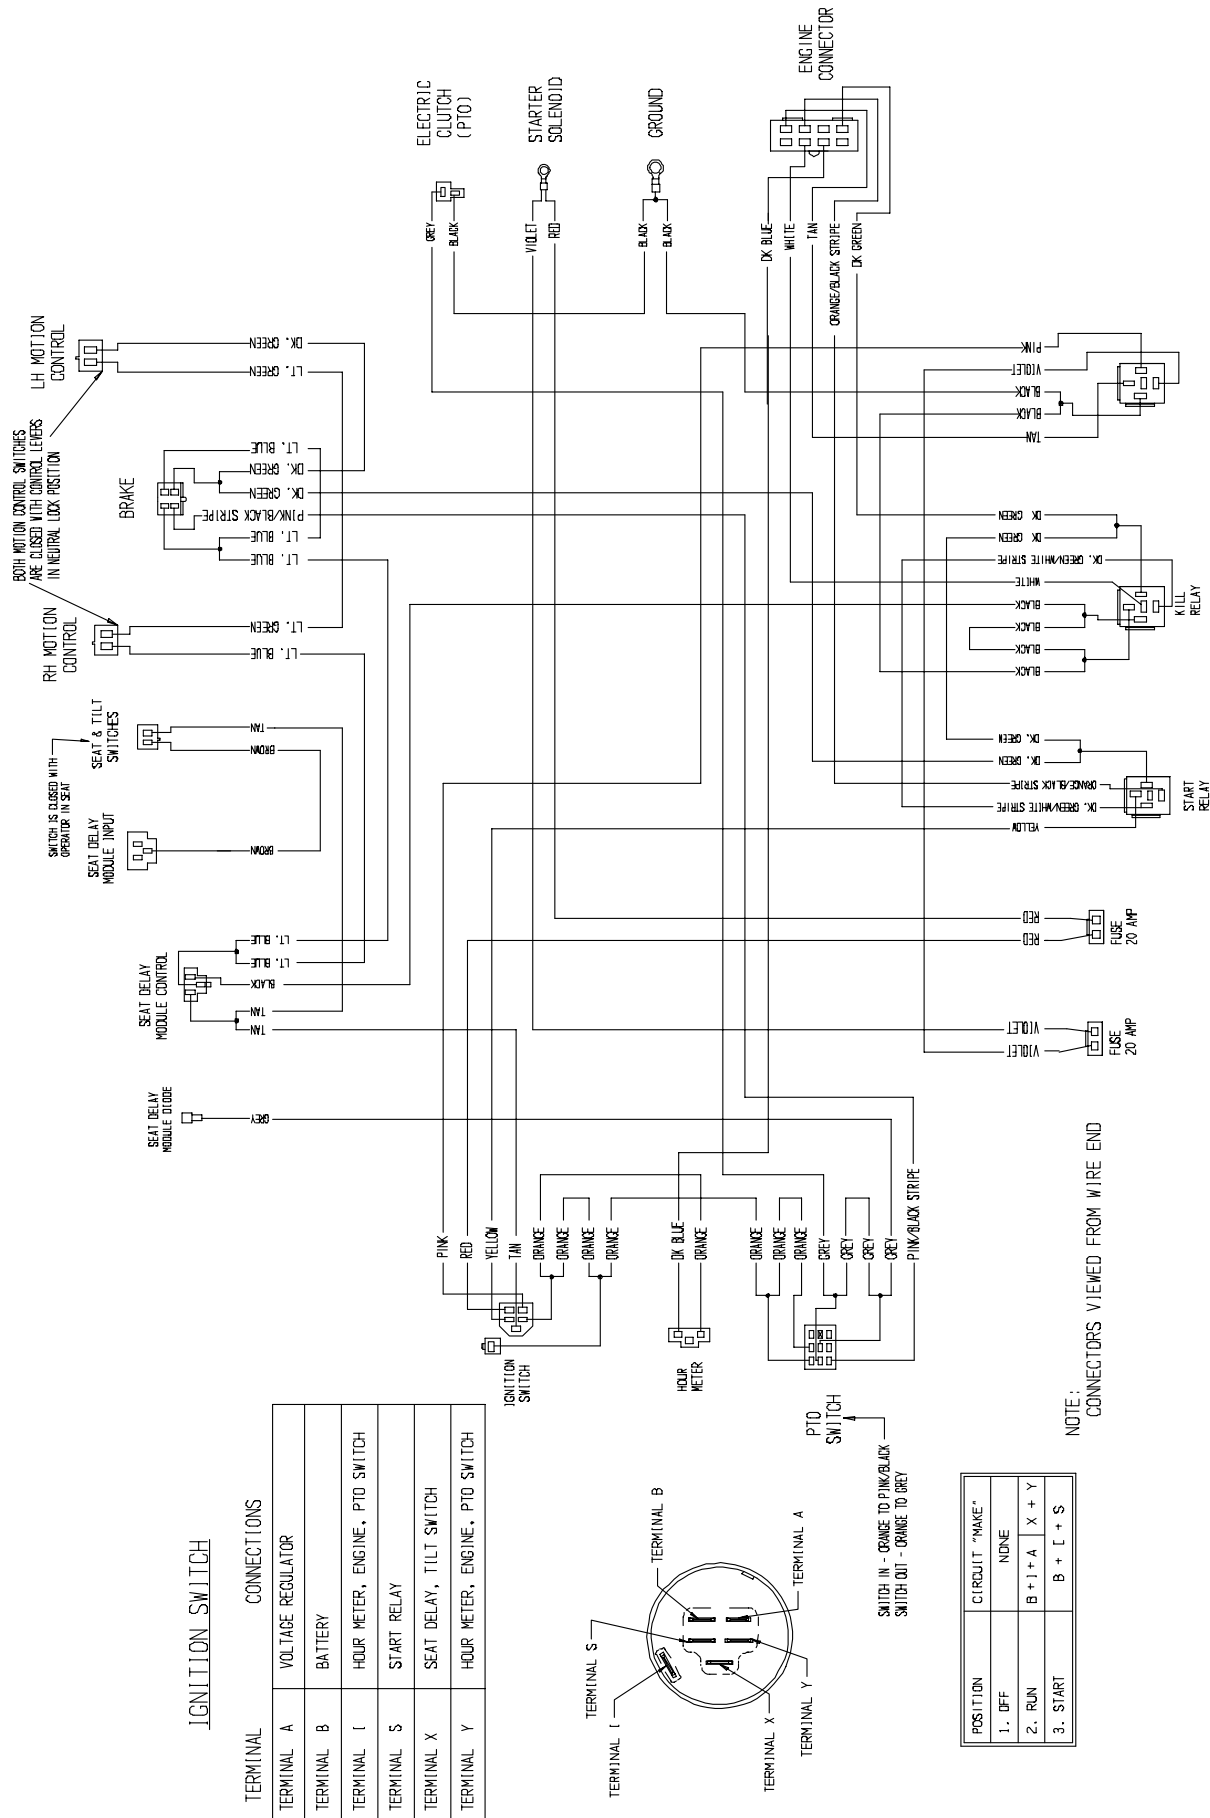 IGNITION SWITCH
TERMINAL CONNECTIONS
TERMINAL A VOLTAGE REGULATOR
TERMINAL B BATTERY
TERMINAL I HOUR METER, ENGINE, PTO SWITCH
TERMINAL S START RELAY
TERMINAL X SEAT DELAY, TILT SWITCH
TERMINAL Y HOUR METER, ENGINE, PTO SWITCH
TERMINAL I
TERMINAL S
TERMINAL B
TERMINAL X
TERMINAL Y
TERMINAL A
POSITION CIRCUIT "MAKE"
1. OFF NONE
2. RUN B+I+A X + Y
3. START B + I + S
SWITCH IN - ORANGE TO PINK/BLACK
SWITCH OUT - ORANGE TO GREY
NOTE:
CONNECTORS VIEWED FROM WIRE END
IGNITION
SWITCH
PINK
RED
YELLOW
TAN
ORANGE
ORANGE
ORANGE
ORANGE
HOUR
METER
DK BLUE
ORANGE
PTO
SWITCH
ORANGE
ORANGE
ORANGE
GREY
GREY
GREY
GREY
PINK/BLACK STRIPE
SEAT DELAY
MODULE DIODE
GREY
SEAT DELAY
MODULE CONTROL
LT. BLUE
LT. BLUE
BLACK
TAN
TAN
SEAT DELAY
MODULE INPUT
BROWN
SWITCH IS CLOSED WITH
OPERATOR IN SEAT
SEAT & TILT
SWITCHES
TAN
BROWN
RH MOTION
CONTROL
LT. GREEN
LT. BLUE
BOTH MOTION CONTROL SWITCHES
ARE CLOSED WITH CONTROL LEVERS
IN NEUTRAL LOCK POSITION
BRAKE
LT. BLUE
DK. GREEN
DK. GREEN
PINK/BLACK STRIPE
LT. BLUE
LT. BLUE
LH MOTION
CONTROL
DK. GREEN
LT. GREEN
ELECTRIC
CLUTCH
(PTO)
GREY
BLACK
STARTER
SOLENOID
VIOLET
RED
GROUND
BLACK
BLACK
ENGINE
CONNECTOR
DK BLUE
WHITE
TAN
ORANGE/BLACK STRIPE
DK GREEN
PINK
VIOLET
BLACK
BLACK
TAN
DK GREEN
DK GREEN
DK. GREEN/WHITE STRIPE
WHITE
BLACK
BLACK
BLACK
BLACK
KILL
RELAY
DK. GREEN
DK. GREEN
ORANGE/BLACK STRIPE
DK. GREEN/WHITE STRIPE
YELLOW
START
RELAY
RED
RED
FUSE
20 AMP
VIOLET
VIOLET
FUSE
20 AMP